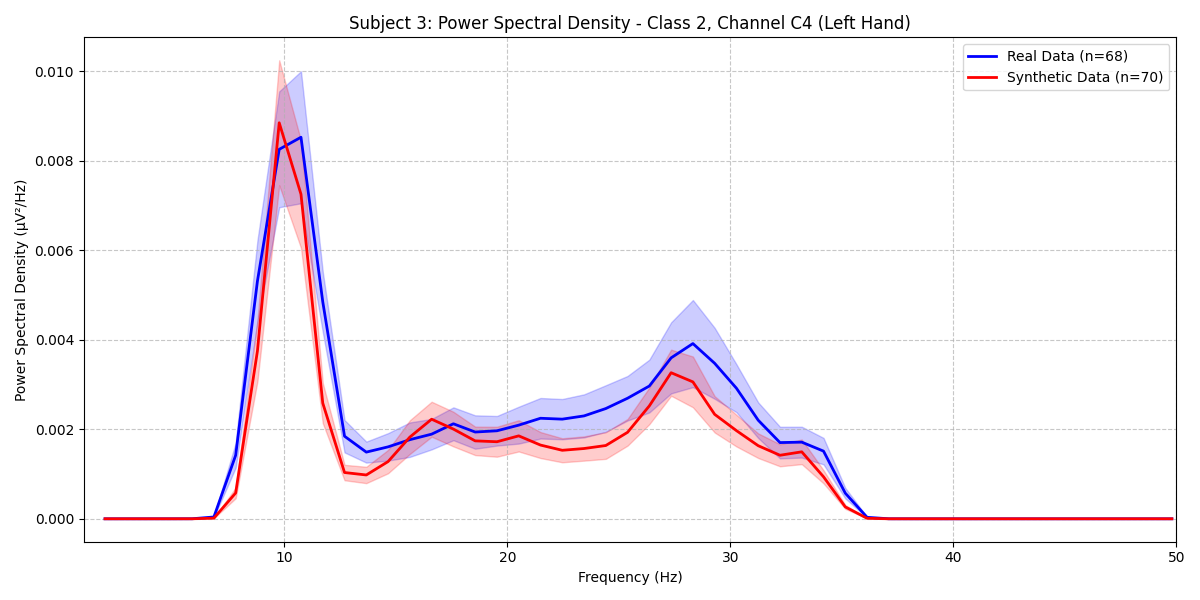 Subject 3: Power Spectral Density - Class 2, Channel C4 (Left Hand)
Real Data (n=68)
Synthetic Data (n=70)
Power Spectral Density (μV²/Hz)
0.010
0.008
0.006
0.004
0.002
0.000
10 20 30 40 50
Frequency (Hz)